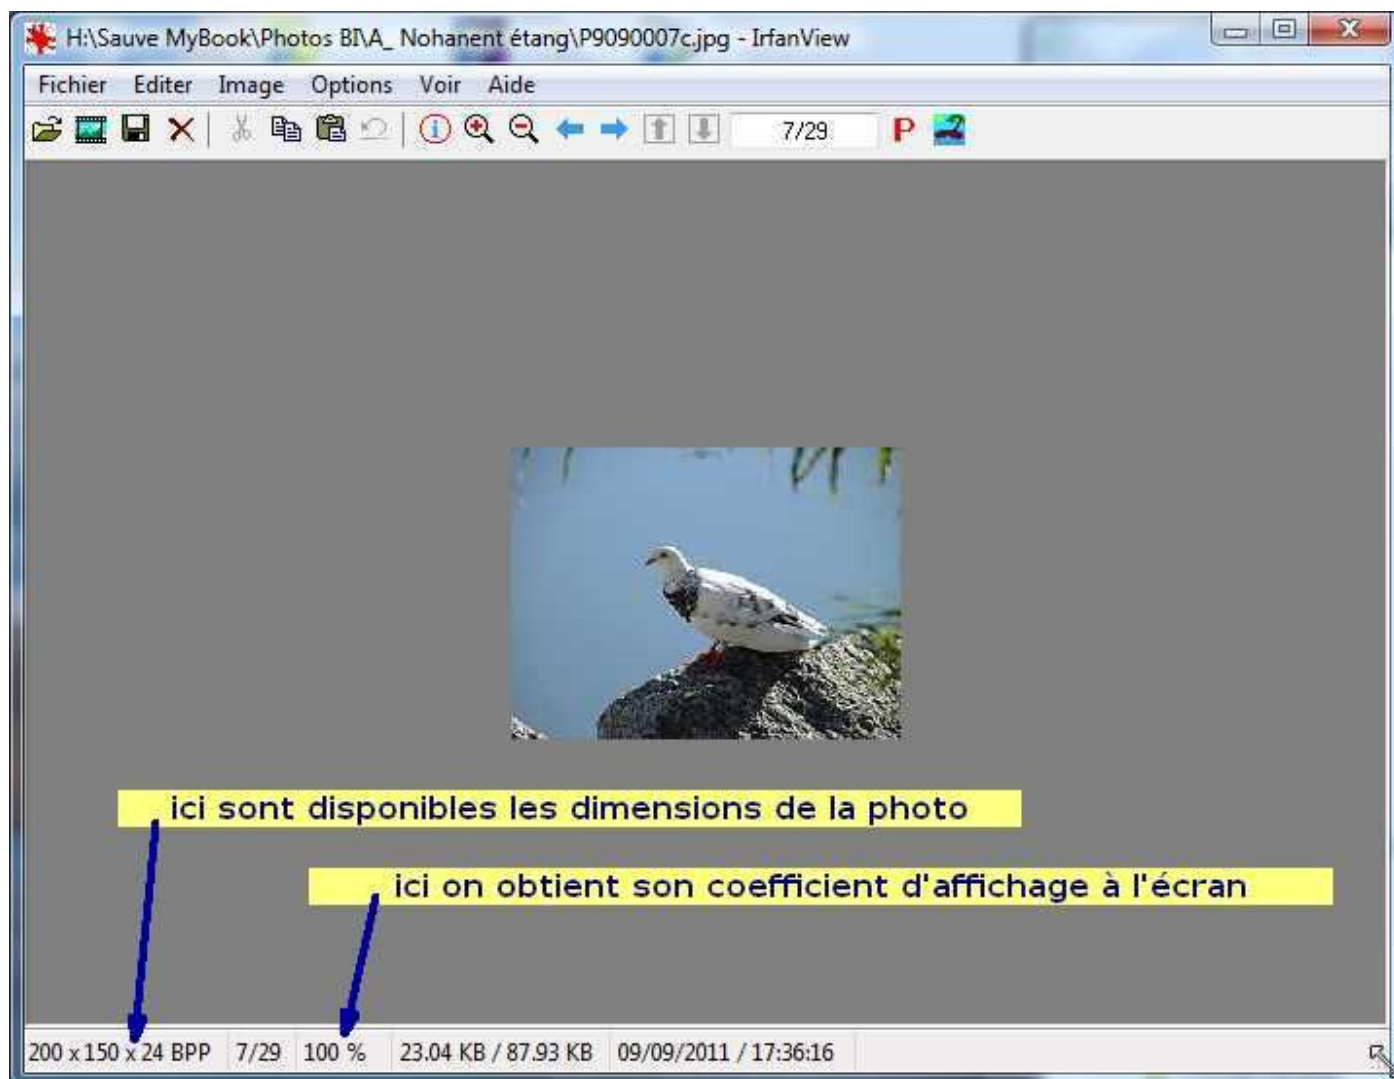 H:\Sauve MyBook\Photos BI\A_ Nohanent étang\P9090007c.jpg - IrfanView
Fichier Editer Image Options Voir Aide
7/29 P
ici sont disponibles les dimensions de la photo
ici on obtient son coefficient d'affichage à l'écran
200 x 150 x 24 BPP 7/29 100 % 23.04 KB / 87.93 KB 09/09/2011 / 17:36:16